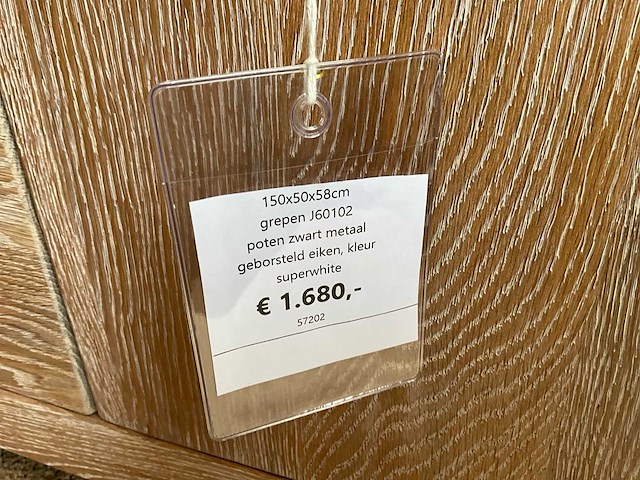 150x50x58cm
grepen J60102
poten zwart metaal
geborsteld eiken, kleur
superwhite
€ 1.680,-
57202